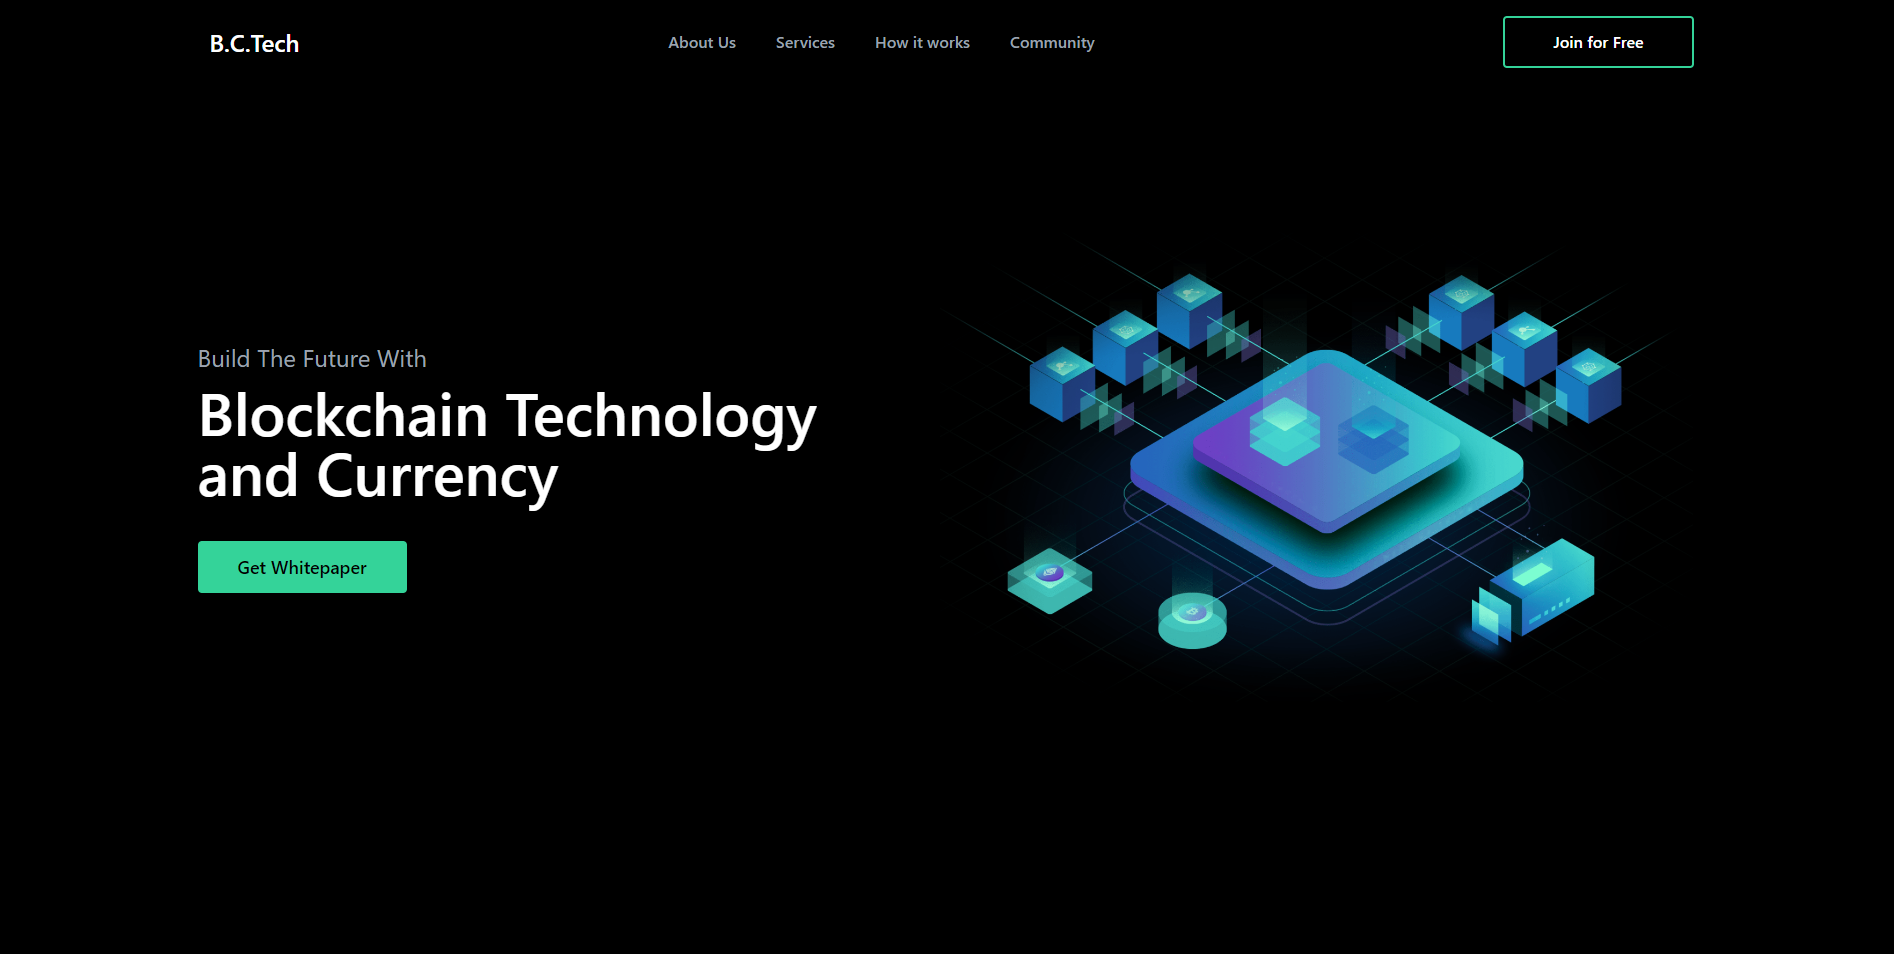 B.C.Tech
About Us
Services
How it works
Community
Join for Free
Build The Future With
Blockchain Technology
and Currency
Get Whitepaper